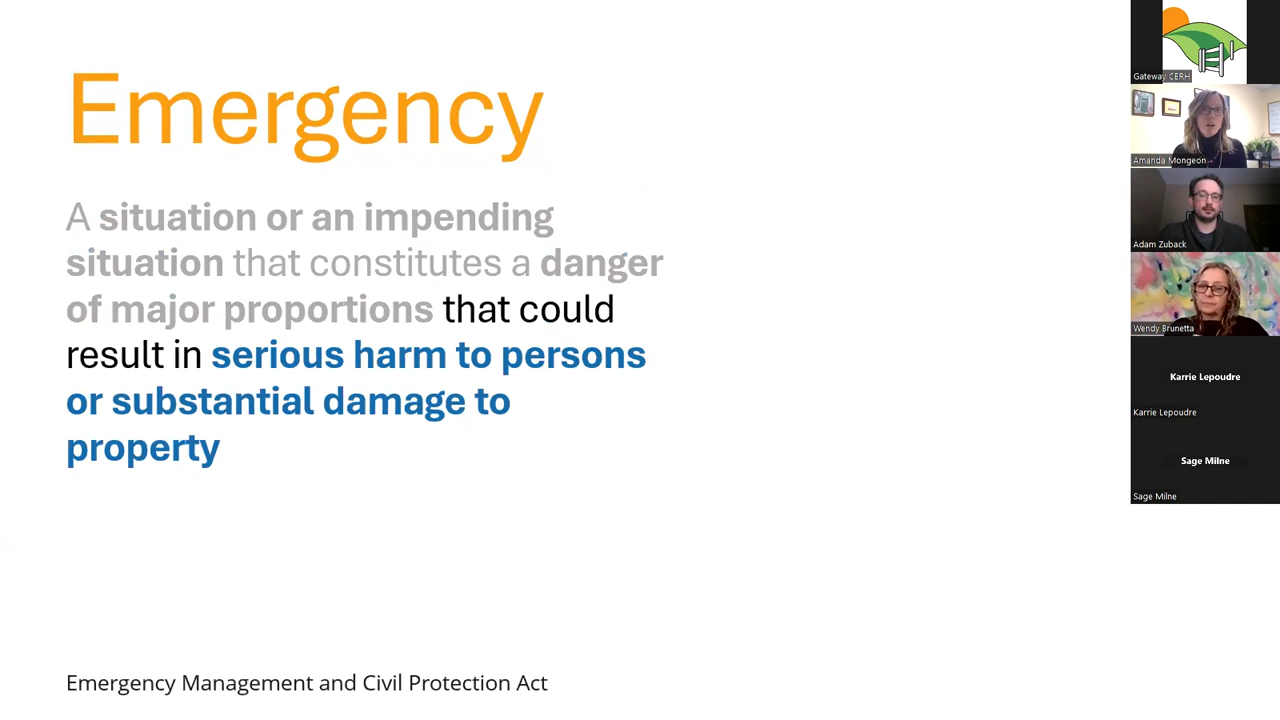 Emergency
A situation or an impending
situation that constitutes a danger
of major proportions that could
result in serious harm to persons
or substantial damage to
property
Emergency Management and Civil Protection Act
Gateway CERH
Amanda Mongeon
Adam Zuback
Wendy Brunetta
Karrie Lepoudre
Karrie Lepoudre
Sage Milne
Sage Milne